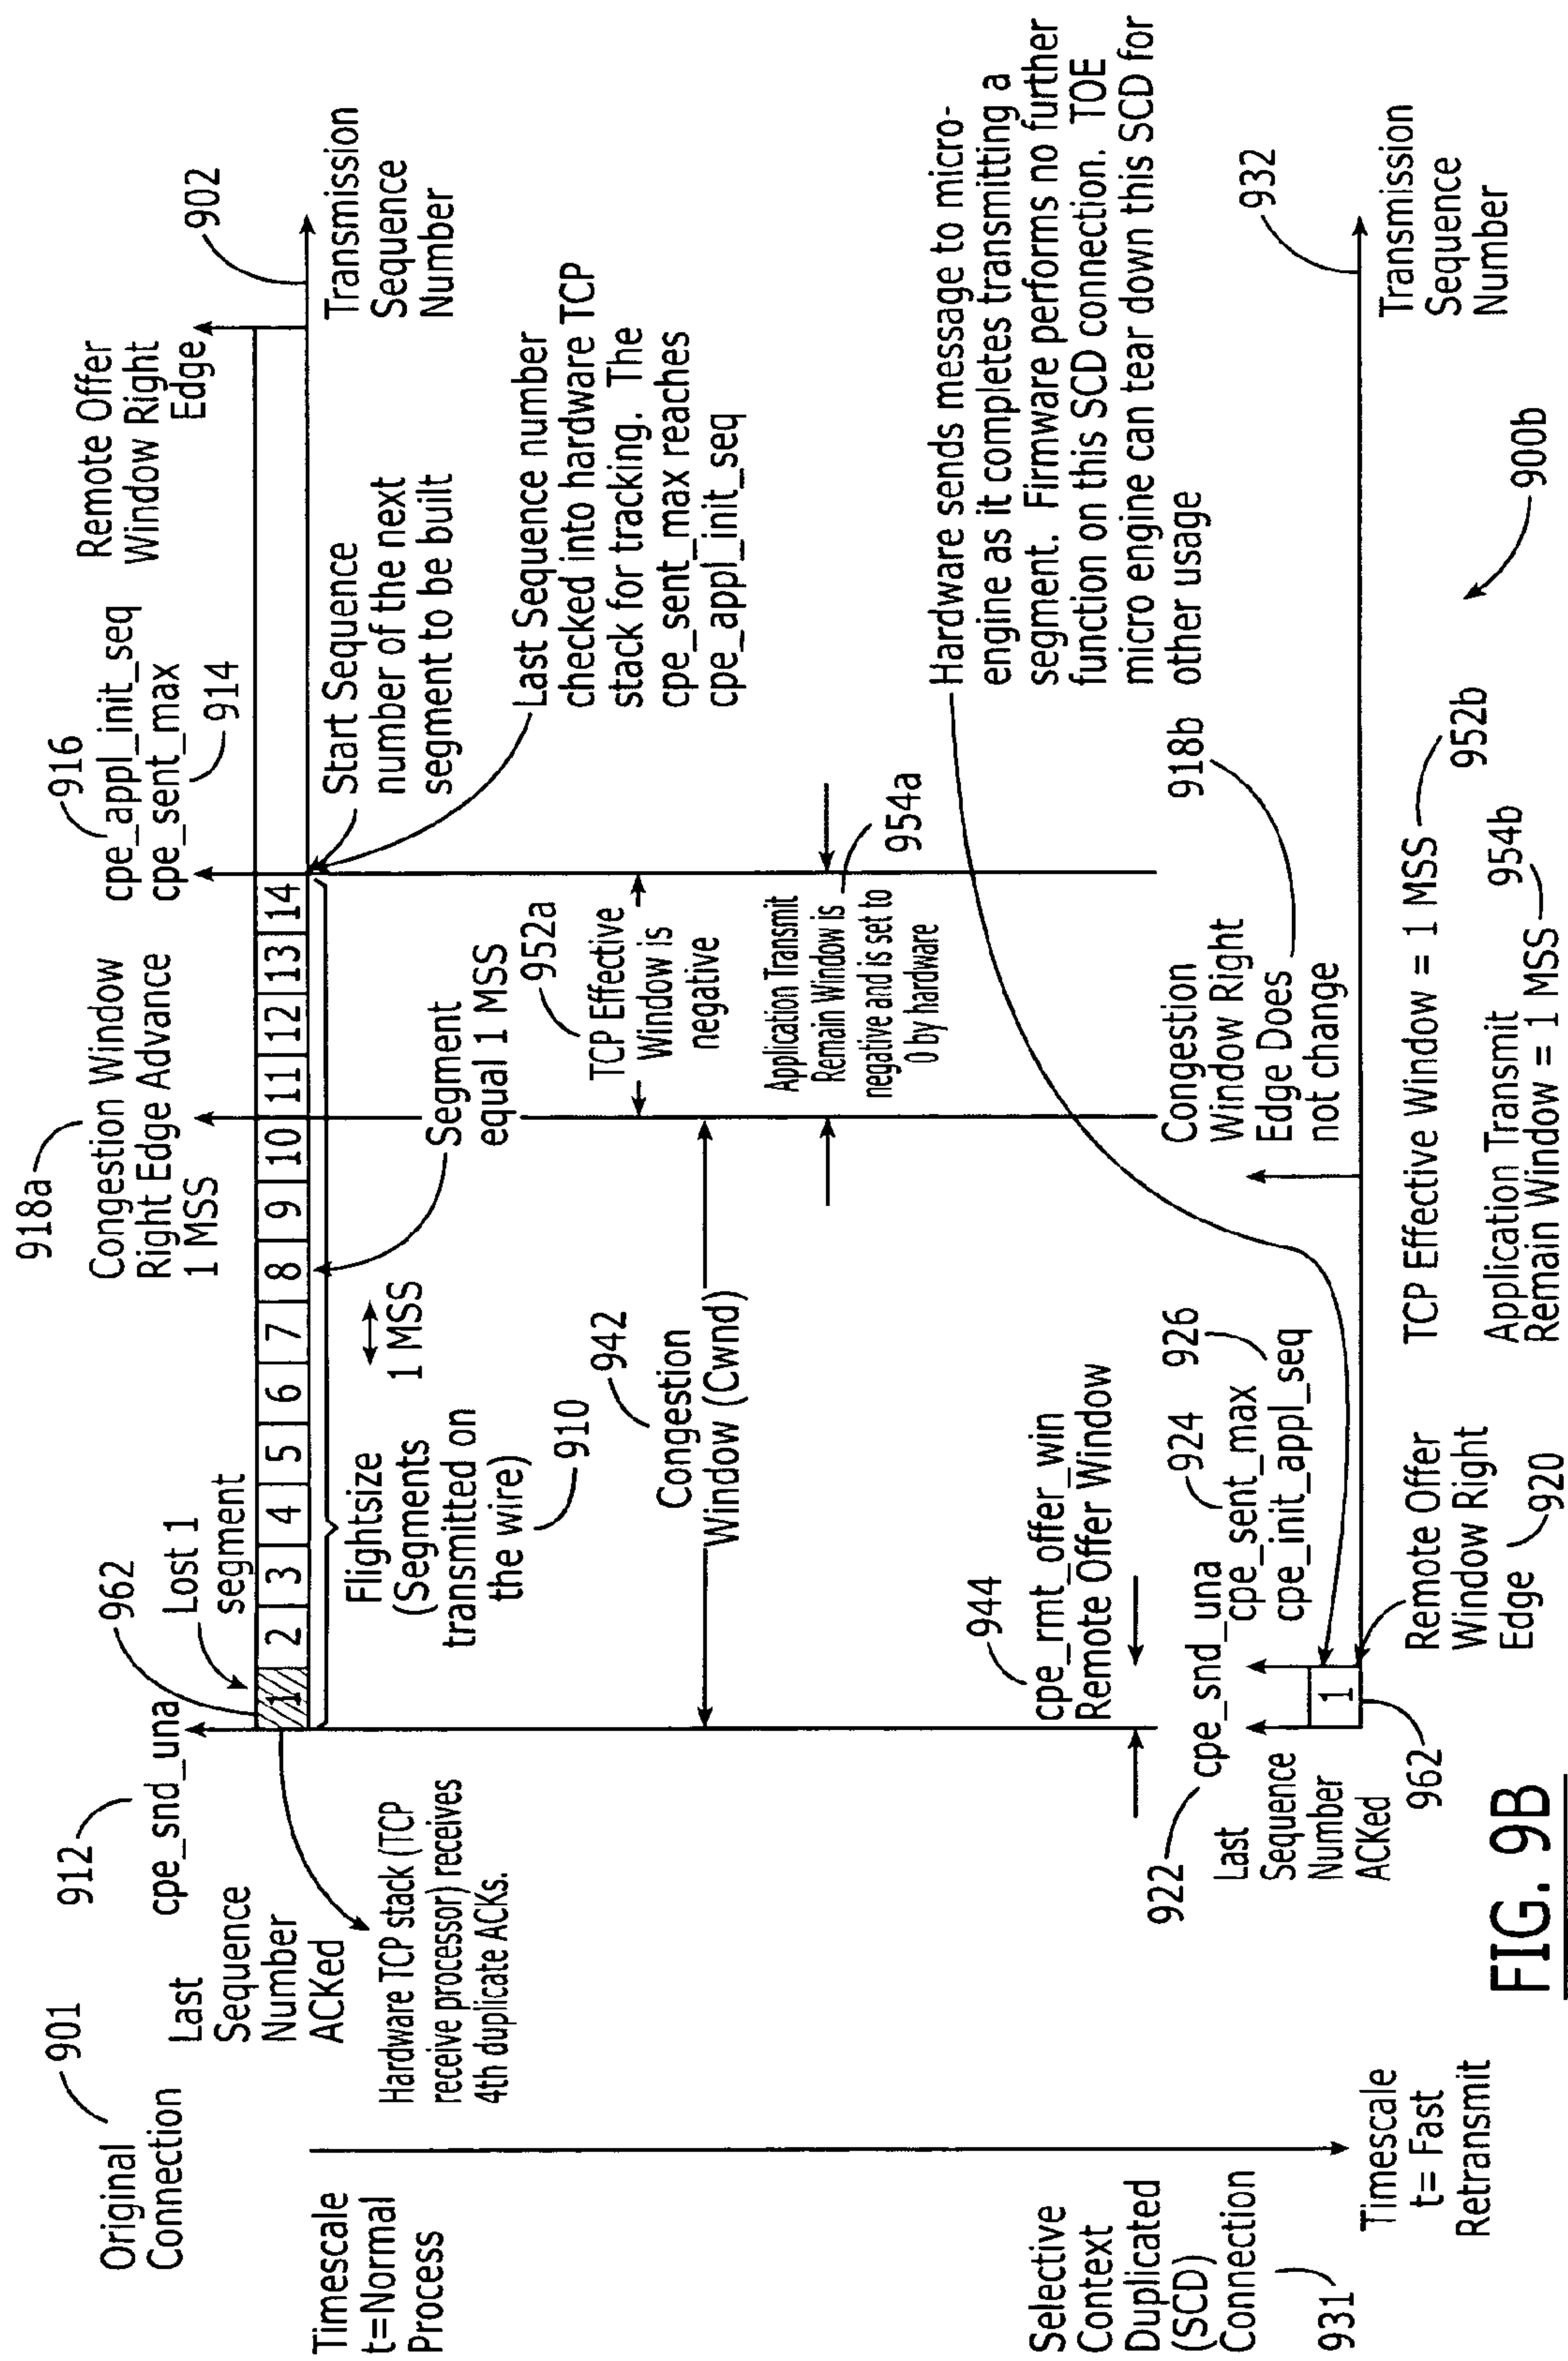 901
Original
Connection
912
cpe_snd_una
Last
Sequence
Number
ACKed
962
Lost 1
segment
918a
Congestion Window
Right Edge Advance
1 MSS
916
cpe_appl_init_seq
cpe_sent_max
914
Remote Offer
Window Right
Edge
902
1 2 3 4 5 6 7 8 9 10 11 12 13 14
Transmission
Sequence
Number
Timescale
t=Normal
Process
Hardware TCP stack (TCP
receive processor) receives
4th duplicate ACKs.
Flightsize
(Segments
transmitted on
the wire)
910
1 MSS
Segment
equal 1 MSS
Start Sequence
number of the next
segment to be built
Last Sequence number
checked into hardware TCP
stack for tracking. The
cpe_sent_max reaches
cpe_appl_init_seq
952a
TCP Effective
Window is
negative
942
Congestion
Window (Cwnd)
Application Transmit
Remain Window is
negative and is set to
0 by hardware
954a
Hardware sends message to micro-
engine as it completes transmitting a
segment. Firmware performs no further
function on this SCD connection. TOE
micro engine can tear down this SCD for
other usage
944
cpe_rmt_offer_win
Remote Offer Window
Selective
Context
Duplicated
(SCD)
Connection
931
922
cpe_snd_una
924
cpe_sent_max
926
cpe_init_appl_seq
Last
Sequence
Number
ACKed
1
962
Congestion
Window Right
Edge Does
not change
918b
932
Transmission
Sequence
Number
Timescale
t= Fast
Retransmit
Remote Offer
Window Right
Edge
920
TCP Effective Window = 1 MSS
952b
Application Transmit
Remain Window = 1 MSS
954b
900b
FIG. 9B